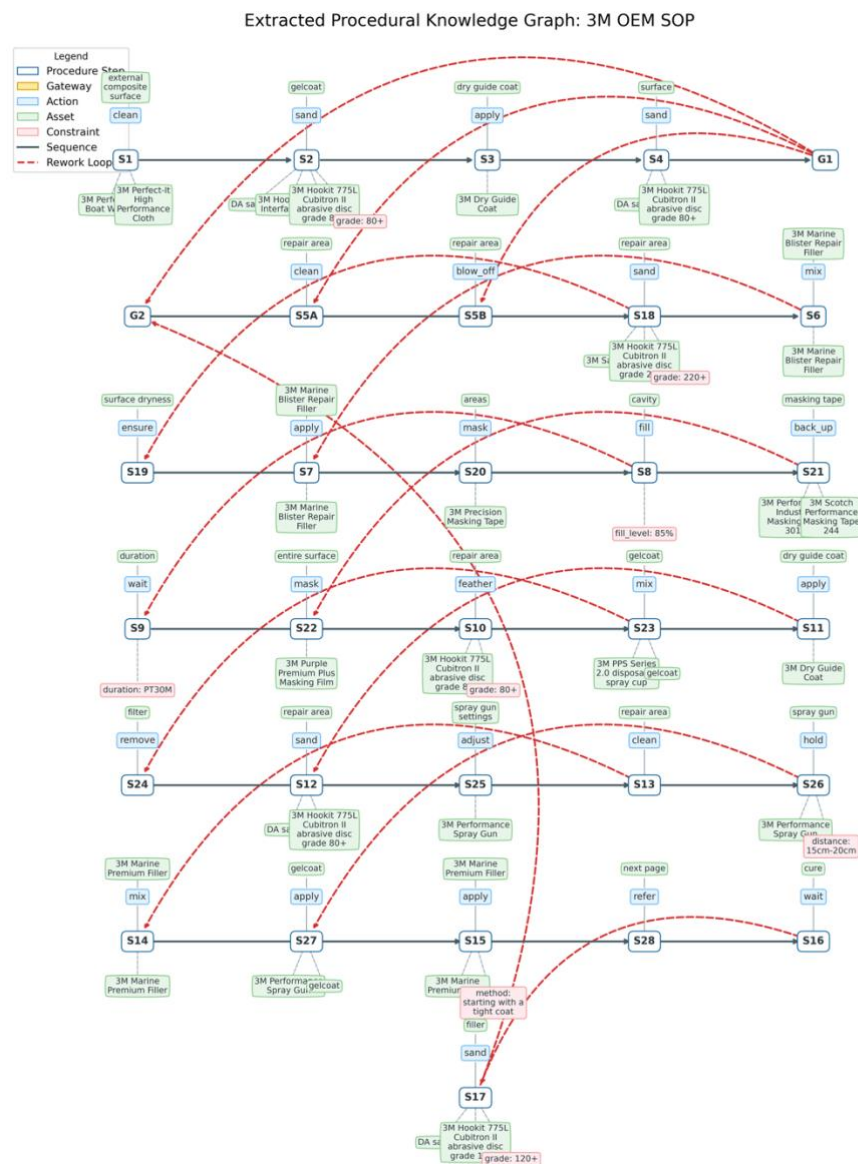 Extracted Procedural Knowledge Graph: 3M OEM SOP
Legend
Procedure Step
Gateway
Action
Asset
Constraint
Sequence
Rework Loop
external
composite
surface
clean
S1
3M Perfect-It
High
Performance
Cloth
gelcoat
sand
S2
3M Hookit 775L
Cubitron II
abrasive disc
grade: 80+
dry guide coat
apply
S3
3M Dry Guide
Coat
surface
sand
S4
3M Hookit 775L
Cubitron II
abrasive disc
grade 80+
G1
G2
repair area
clean
S5A
repair area
blow_off
S5B
repair area
sand
S18
3M Hookit 775L
Cubitron II
abrasive disc
grade: 220+
3M Marine
Blister Repair
Filler
mix
S6
3M Marine
Blister Repair
Filler
surface dryness
ensure
S19
3M Marine
Blister Repair
Filler
apply
S7
3M Marine
Blister Repair
Filler
areas
mask
S20
3M Precision
Masking Tape
cavity
fill
S8
fill_level: 85%
masking tape
back_up
S21
3M Scotch
Performance
Masking Tape
244
duration
wait
S9
duration: PT30M
entire surface
mask
S22
3M Purple
Premium Plus
Masking Film
repair area
feather
S10
3M Hookit 775L
Cubitron II
abrasive disc
grade: 80+
gelcoat
mix
S23
3M PPS Series
2.0 disposa
spray cup
gelcoat
dry guide coat
apply
S11
3M Dry Guide
Coat
filter
remove
S24
repair area
sand
S12
3M Hookit 775L
Cubitron II
abrasive disc
grade 80+
spray gun
settings
adjust
S25
3M Performance
Spray Gun
repair area
clean
S13
spray gun
hold
S26
3M Performance
Spray Gun
distance:
15cm-20cm
3M Marine
Premium Filler
mix
S14
3M Marine
Premium Filler
gelcoat
apply
S27
3M Performance
Spray Gun
gelcoat
3M Marine
Premium Filler
apply
S15
3M Marine
method:
starting with a
tight coat
next page
refer
S28
cure
wait
S16
filler
sand
S17
3M Hookit 775L
Cubitron II
abrasive disc
grade: 120+